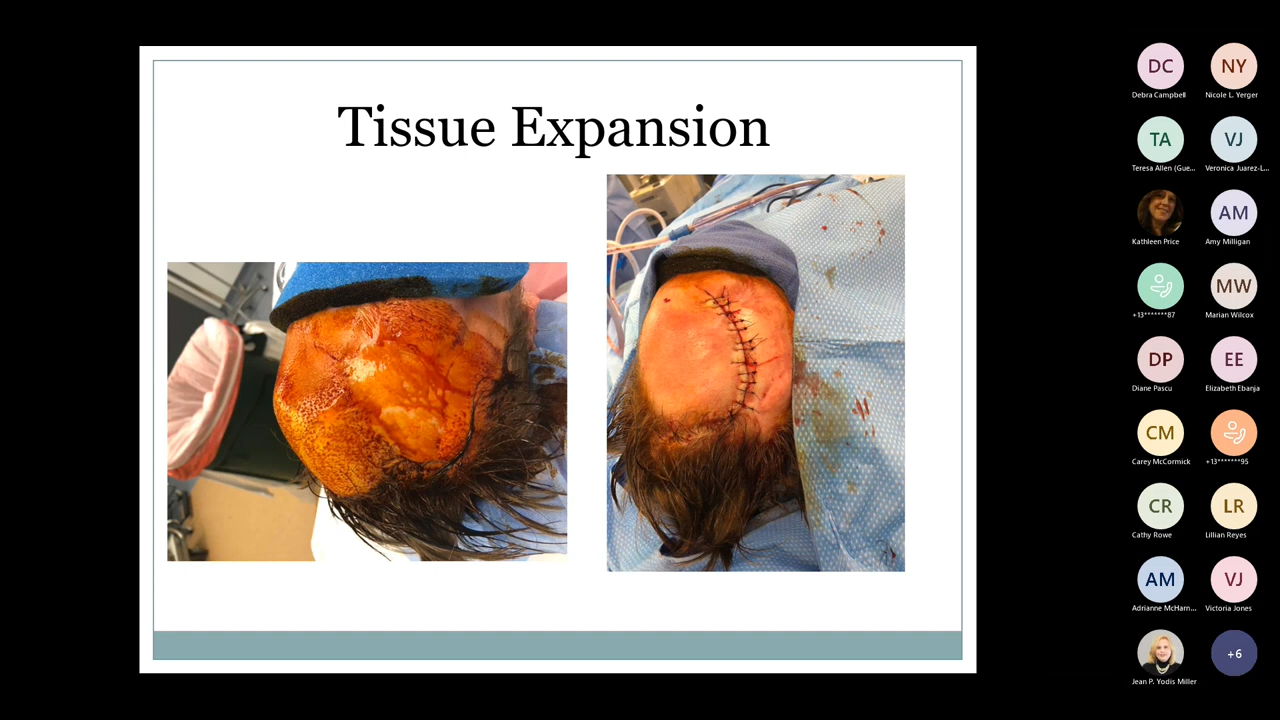 Tissue Expansion
DC
NY
Debra Campbell
Nicole L. Yerger
TA
VJ
Teresa Allen (Gue...
Veronica Juarez-L...
AM
Kathleen Price
Amy Milligan
MW
+13*******87
Marian Wilcox
DP
EE
Diane Pascu
Elizabeth Ebanja
CM
Carey McCormick
+13*******95
CR
LR
Cathy Rowe
Lillian Reyes
AM
VJ
Adrianne McHarn...
Victoria Jones
+6
Jean P. Yodis Miller